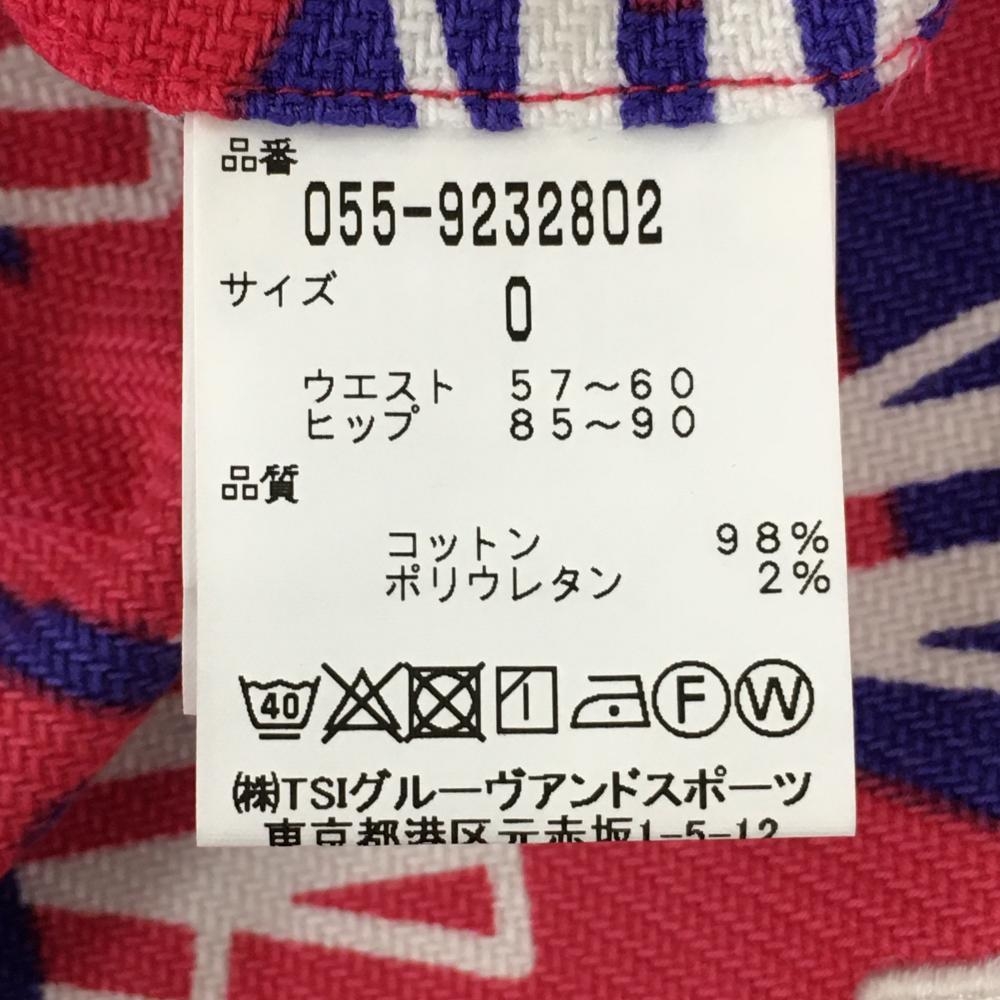 品番
055-9232802
サイズ
0
ウエスト 57～60
ヒップ 85～90
品質
コットン 98%
ポリウレタン 2%
40 F W
㈱TSIグルーヴアンドスポーツ
東京都港区元赤坂1-5-12